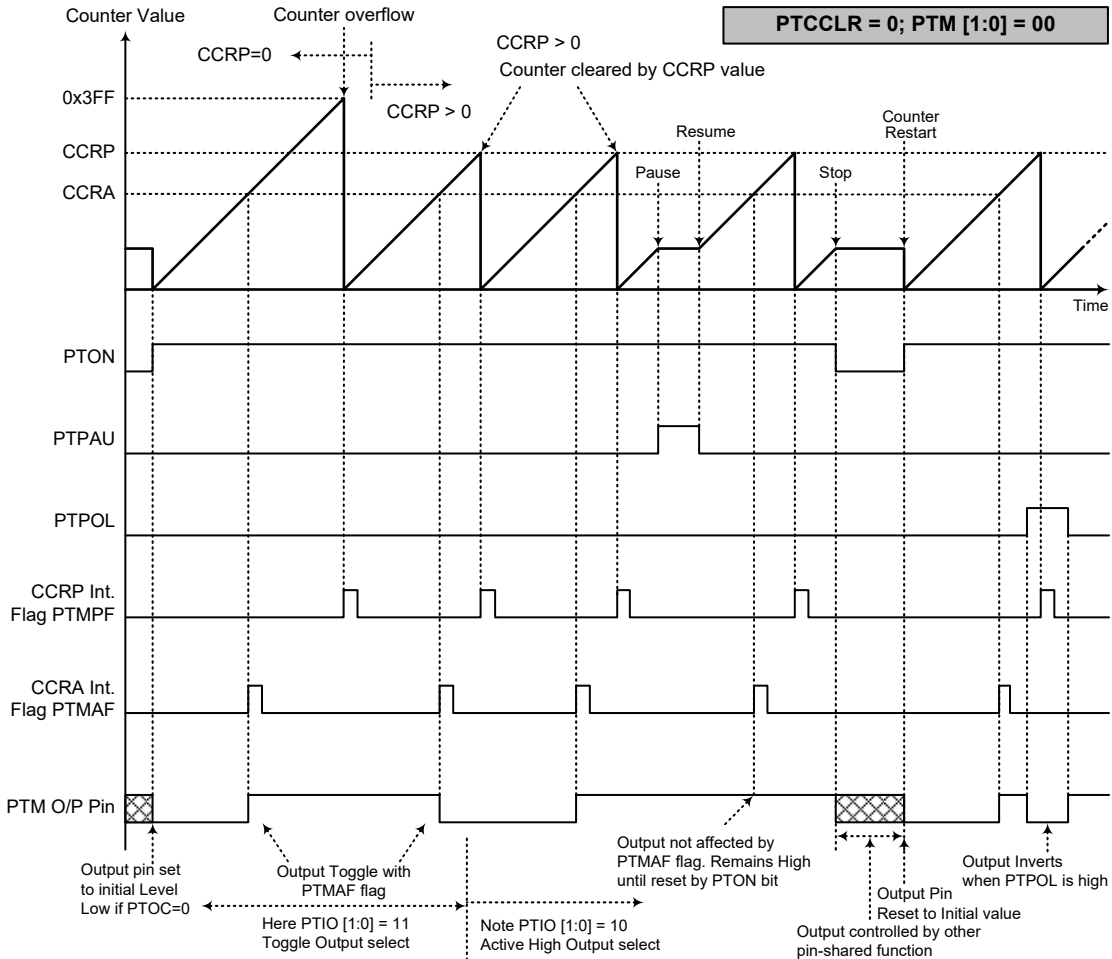 Counter Value
Counter overflow
PTCCLR = 0; PTM [1:0] = 00
CCRP=0
CCRP > 0
CCRP > 0
Counter cleared by CCRP value
0x3FF
CCRP
CCRA
Pause
Resume
Stop
Counter
Restart
Time
PTON
PTPAU
PTPOL
CCRP Int.
Flag PTMPF
CCRA Int.
Flag PTMAF
PTM O/P Pin
Output pin set
to initial Level
Low if PTOC=0
Output Toggle with
PTMAF flag
Here PTIO [1:0] = 11
Toggle Output select
Note PTIO [1:0] = 10
Active High Output select
Output not affected by
PTMAF flag. Remains High
until reset by PTON bit
Output Pin
Reset to Initial value
Output controlled by other
pin-shared function
Output Inverts
when PTPOL is high